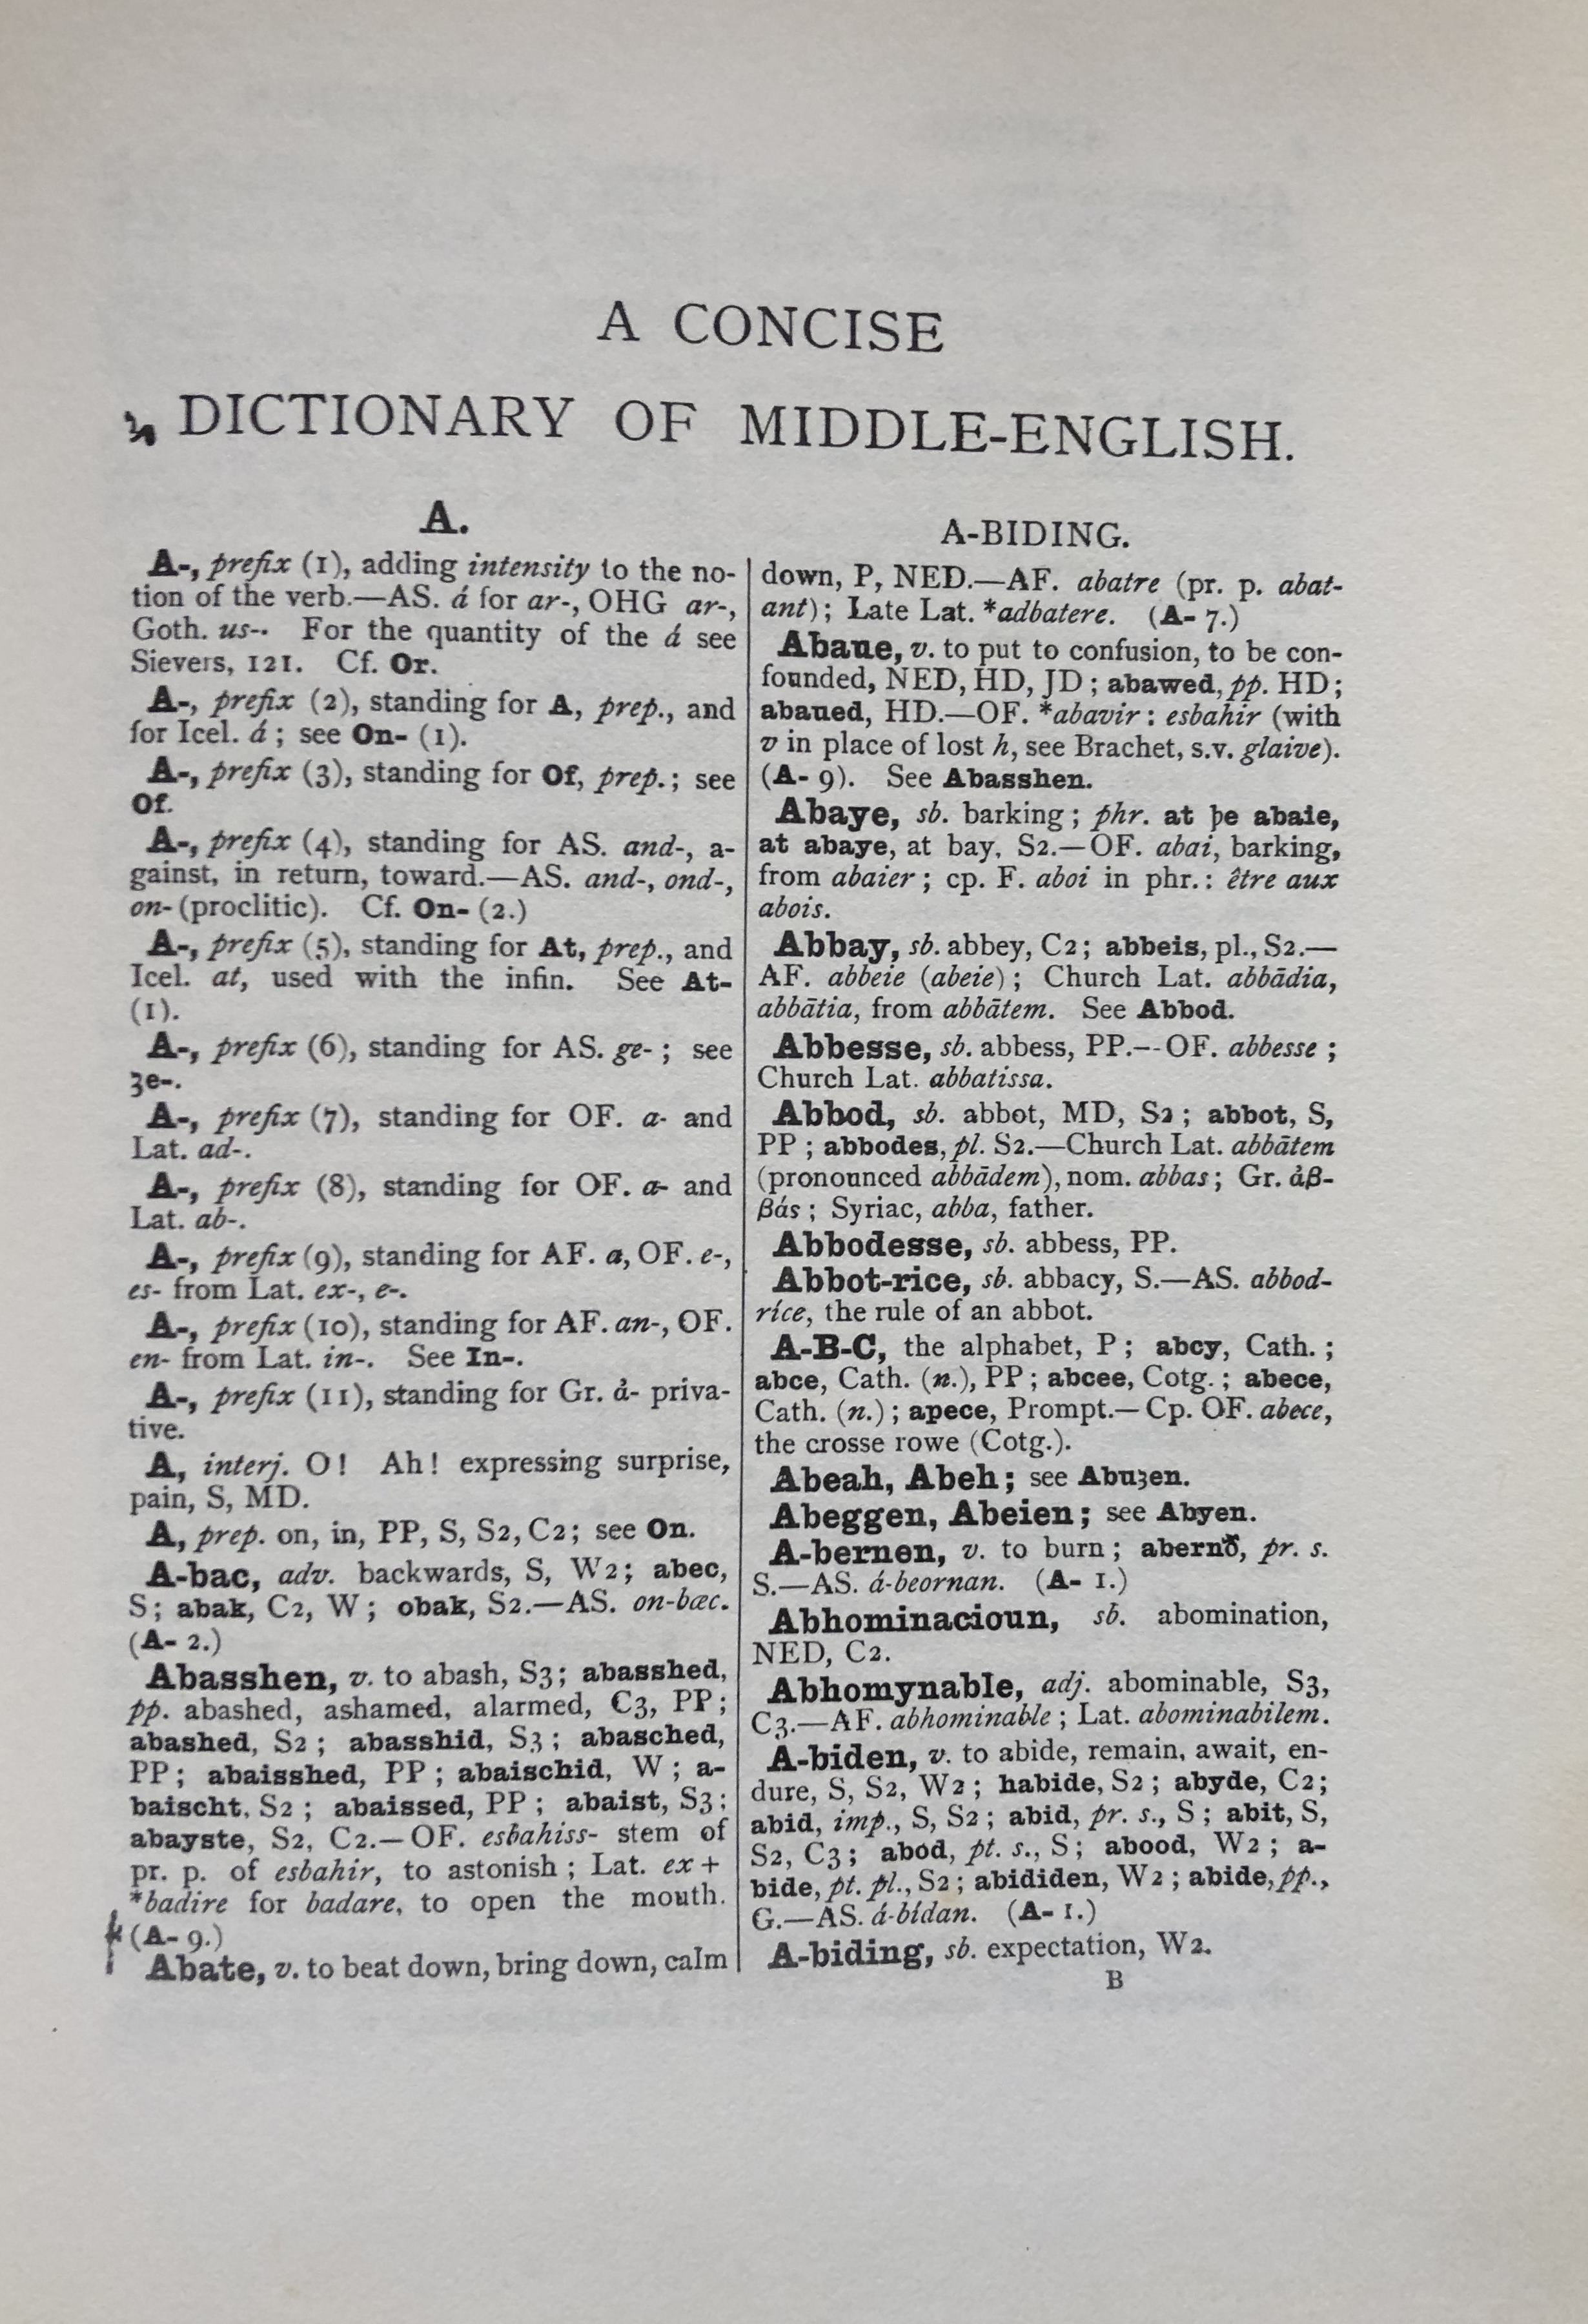 A CONCISE
DICTIONARY OF MIDDLE-ENGLISH.
A.
A-, prefix (1), adding intensity to the no-
tion of the verb.—AS. á for ar-, OHG ar-,
Goth. us-. For the quantity of the á see
Sievers, 121. Cf. Or.
A-, prefix (2), standing for A, prep., and
for Icel. á; see On- (1).
A-, prefix (3), standing for Of, prep.; see
Of.
A-, prefix (4), standing for AS. and-, a-
gainst, in return, toward.—AS. and-, ond-,
on- (proclitic). Cf. On- (2.)
A-, prefix (5), standing for At, prep., and
Icel. at, used with the infin. See At-
(1).
A-, prefix (6), standing for AS. ge-; see
ȝe-.
A-, prefix (7), standing for OF. a- and
Lat. ad-.
A-, prefix (8), standing for OF. a- and
Lat. ab-.
A-, prefix (9), standing for AF. a, OF. e-,
es- from Lat. ex-, e-.
A-, prefix (10), standing for AF. an-, OF.
en- from Lat. in-. See In-.
A-, prefix (11), standing for Gr. ἀ- priva-
tive.
A, interj. O! Ah! expressing surprise,
pain, S, MD.
A, prep. on, in, PP, S, S2, C2; see On.
A-bac, adv. backwards, S, W2; abec,
S; abak, C2, W; obak, S2.—AS. on-bæc.
(A- 2.)
Abasshen, v. to abash, S3; abasshed,
pp. abashed, ashamed, alarmed, C3, PP;
abashed, S2; abasshid, S3; abasched,
PP; abaisshed, PP; abaischid, W; a-
baischt, S2; abaissed, PP; abaist, S3;
abayste, S2, C2.—OF. esbahiss- stem of
pr. p. of esbahir, to astonish; Lat. ex +
*badire for badare, to open the mouth.
(A- 9.)
Abate, v. to beat down, bring down, calm
A-BIDING.
down, P, NED.—AF. abatre (pr. p. abat-
ant); Late Lat. *adbatere. (A- 7.)
Abaue, v. to put to confusion, to be con-
founded, NED, HD, JD; abawed, pp. HD;
abaued, HD.—OF. *abavir: esbahir (with
v in place of lost h, see Brachet, s.v. glaive).
(A- 9). See Abasshen.
Abaye, sb. barking; phr. at þe abaie,
at abaye, at bay, S2.—OF. abai, barking,
from abaier; cp. F. aboi in phr.: être aux
abois.
Abbay, sb. abbey, C2; abbeis, pl., S2.—
AF. abbeie (abeie); Church Lat. abbādia,
abbātia, from abbātem. See Abbod.
Abbesse, sb. abbess, PP.--OF. abbesse;
Church Lat. abbatissa.
Abbod, sb. abbot, MD, S2; abbot, S,
PP; abbodes, pl. S2.—Church Lat. abbātem
(pronounced abbādem), nom. abbas; Gr. ἀβ-
βάς; Syriac, abba, father.
Abbodesse, sb. abbess, PP.
Abbot-rice, sb. abbacy, S.—AS. abbod-
ríce, the rule of an abbot.
A-B-C, the alphabet, P; abcy, Cath.;
abce, Cath. (n.), PP; abcee, Cotg.; abece,
Cath. (n.); apece, Prompt.—Cp. OF. abece,
the crosse rowe (Cotg.).
Abeah, Abeh; see Abuȝen.
Abeggen, Abeien; see Abyen.
A-bernen, v. to burn; abernð, pr. s.
S.—AS. á-beornan. (A- 1.)
Abhominacioun, sb. abomination,
NED, C2.
Abhomynable, adj. abominable, S3,
C3.—AF. abhominable; Lat. abominabilem.
A-biden, v. to abide, remain, await, en-
dure, S, S2, W2; habide, S2; abyde, C2;
abid, imp., S, S2; abid, pr. s., S; abit, S,
S2, C3; abod, pt. s., S; abood, W2; a-
bide, pt. pl., S2; abididen, W2; abide, pp.,
G.—AS. á-bídan. (A- 1.)
A-biding, sb. expectation, W2.
B